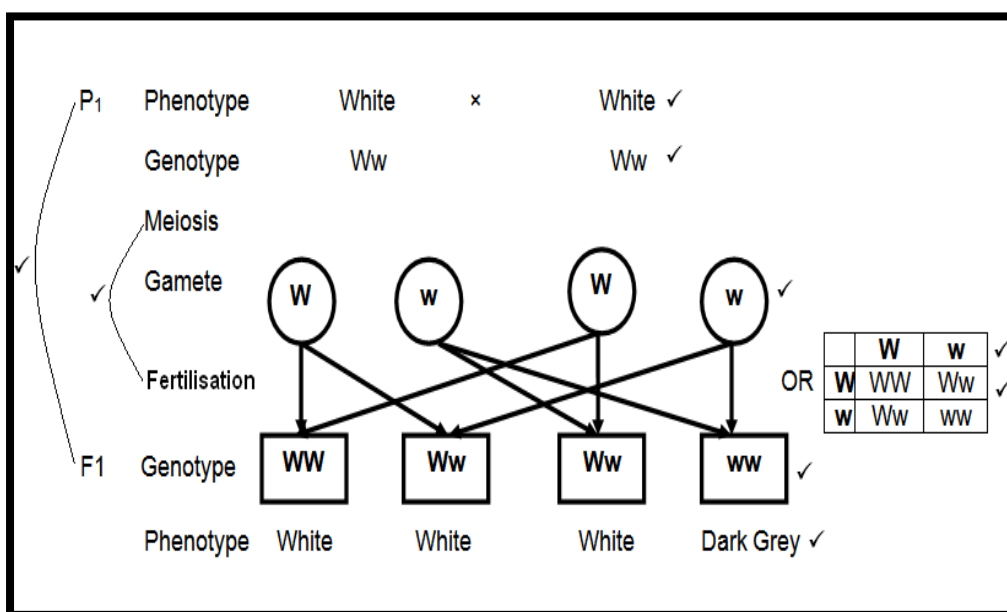 P1 Phenotype White × White ✓
Genotype Ww Ww ✓
Meiosis
✓ ✓ Gamete W w W w ✓
W w ✓
Fertilisation OR W WW Ww ✓
w Ww ww
F1 Genotype WW Ww Ww ww ✓
Phenotype White White White Dark Grey ✓